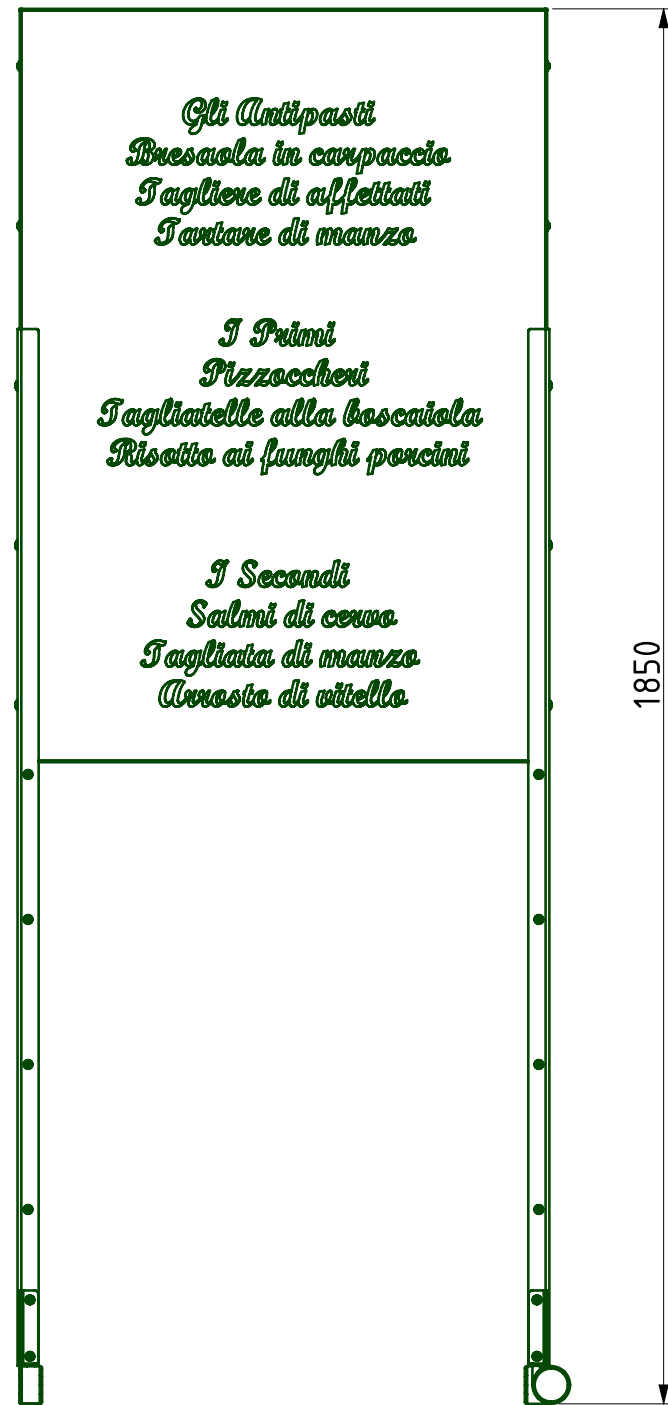 Gli Antipasti
Bresaola in carpaccio
Tagliere di affettati
Tartare di manzo
I Primi
Pizzoccheri
Tagliatelle alla boscaiola
Risotto ai funghi porcini
I Secondi
Salmi di cervo
Tagliata di manzo
Arrosto di vitello
1850